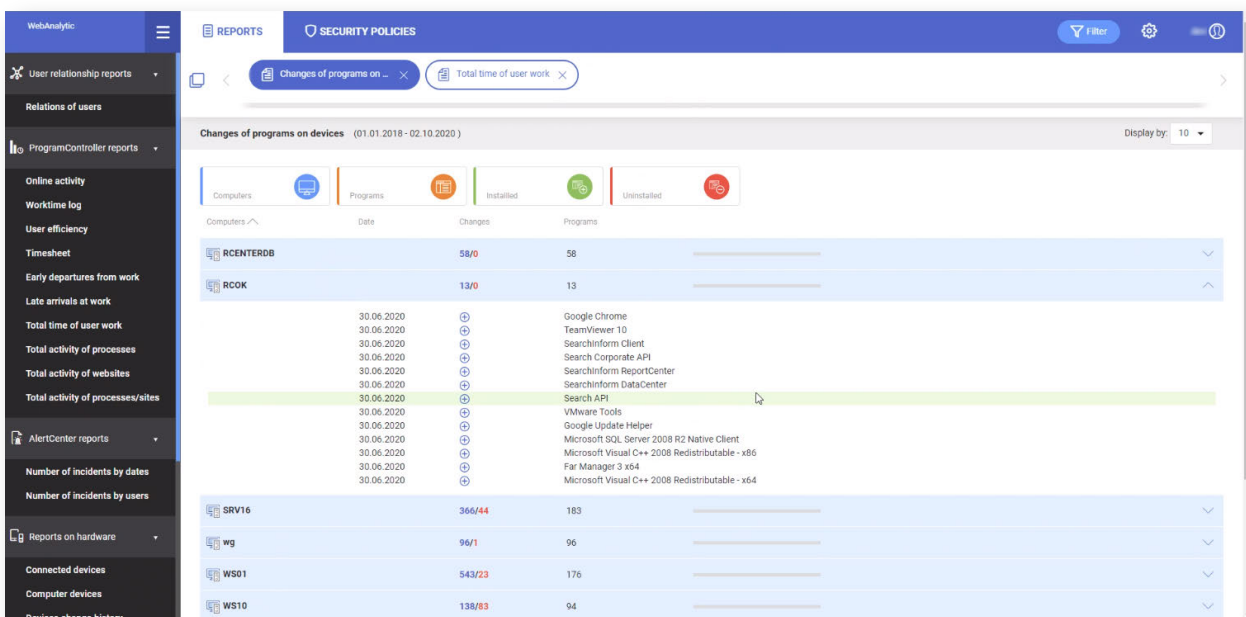 WebAnalytic
REPORTS
SECURITY POLICIES
Filter
User relationship reports
Relations of users
ProgramController reports
Online activity
Worktime log
User efficiency
Timesheet
Early departures from work
Late arrivals at work
Total time of user work
Total activity of processes
Total activity of websites
Total activity of processes/sites
AlertCenter reports
Number of incidents by dates
Number of incidents by users
Reports on hardware
Connected devices
Computer devices
Devices change history
Changes of programs on ...
Total time of user work
Changes of programs on devices (01.01.2018 - 02.10.2020 )
Display by: 10
Computers
Programs
Installed
Uninstalled
Computers Date Changes Programs
RCENTERDB 58/0 58
RCOK 13/0 13
30.06.2020 Google Chrome
30.06.2020 TeamViewer 10
30.06.2020 SearchInform Client
30.06.2020 Search Corporate API
30.06.2020 SearchInform ReportCenter
30.06.2020 SearchInform DataCenter
30.06.2020 Search API
30.06.2020 VMware Tools
30.06.2020 Google Update Helper
30.06.2020 Microsoft SQL Server 2008 R2 Native Client
30.06.2020 Microsoft Visual C++ 2008 Redistributable - x86
30.06.2020 Far Manager 3 x64
30.06.2020 Microsoft Visual C++ 2008 Redistributable - x64
SRV16 366/44 183
wg 96/1 96
WS01 543/23 176
WS10 138/83 94